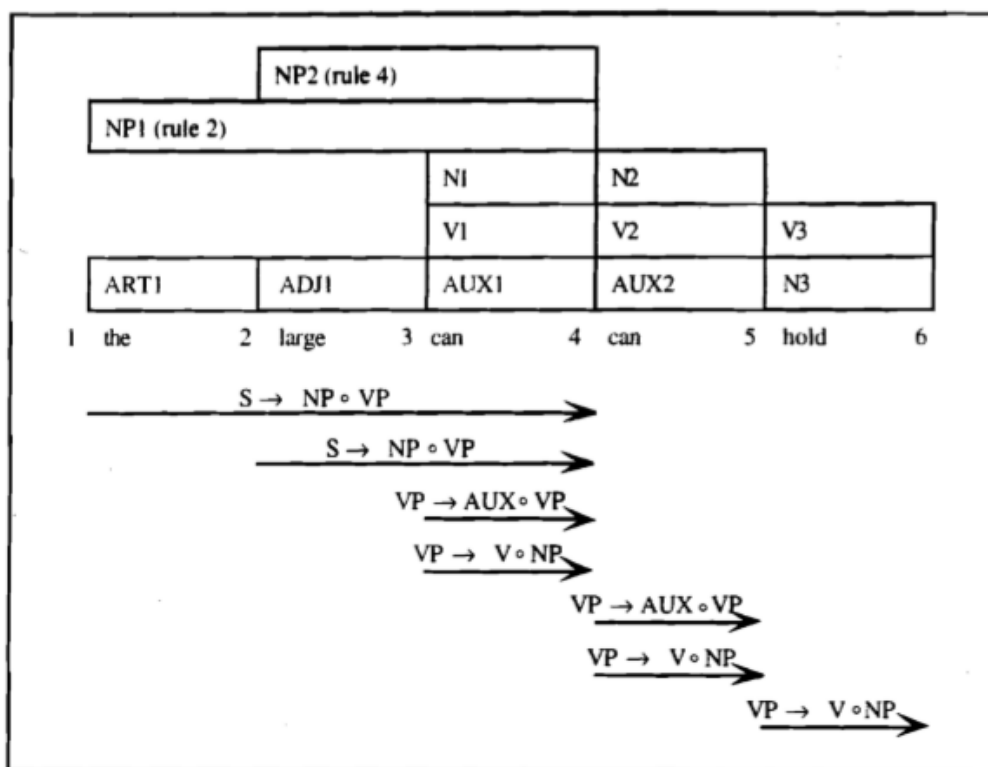 NP2 (rule 4)
NP1 (rule 2)
N1 N2
V1 V2 V3
ART1 ADJ1 AUX1 AUX2 N3
1 the 2 large 3 can 4 can 5 hold 6
S → NP ∘ VP
S → NP ∘ VP
VP → AUX ∘ VP
VP → V ∘ NP
VP → AUX ∘ VP
VP → V ∘ NP
VP → V ∘ NP